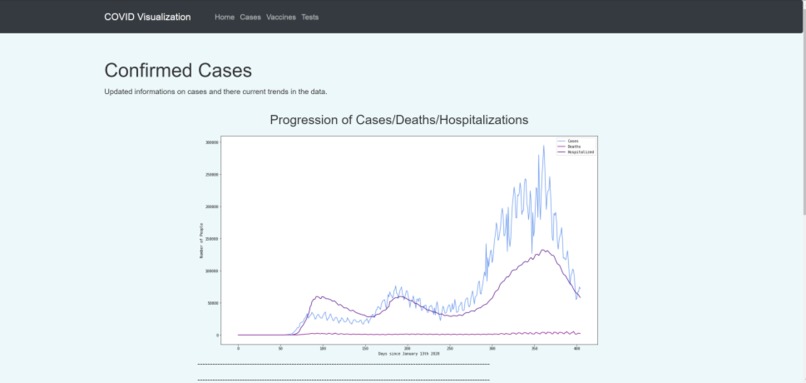 COVID Visualization Home Cases Vaccines Tests
Confirmed Cases
Updated informations on cases and there current trends in the data.
Progression of Cases/Deaths/Hospitalizations
Cases
Deaths
Hospitalized
300000
250000
200000
150000
100000
50000
0
Number of People
0 50 100 150 200 250 300 350 400
Days since January 13th 2020